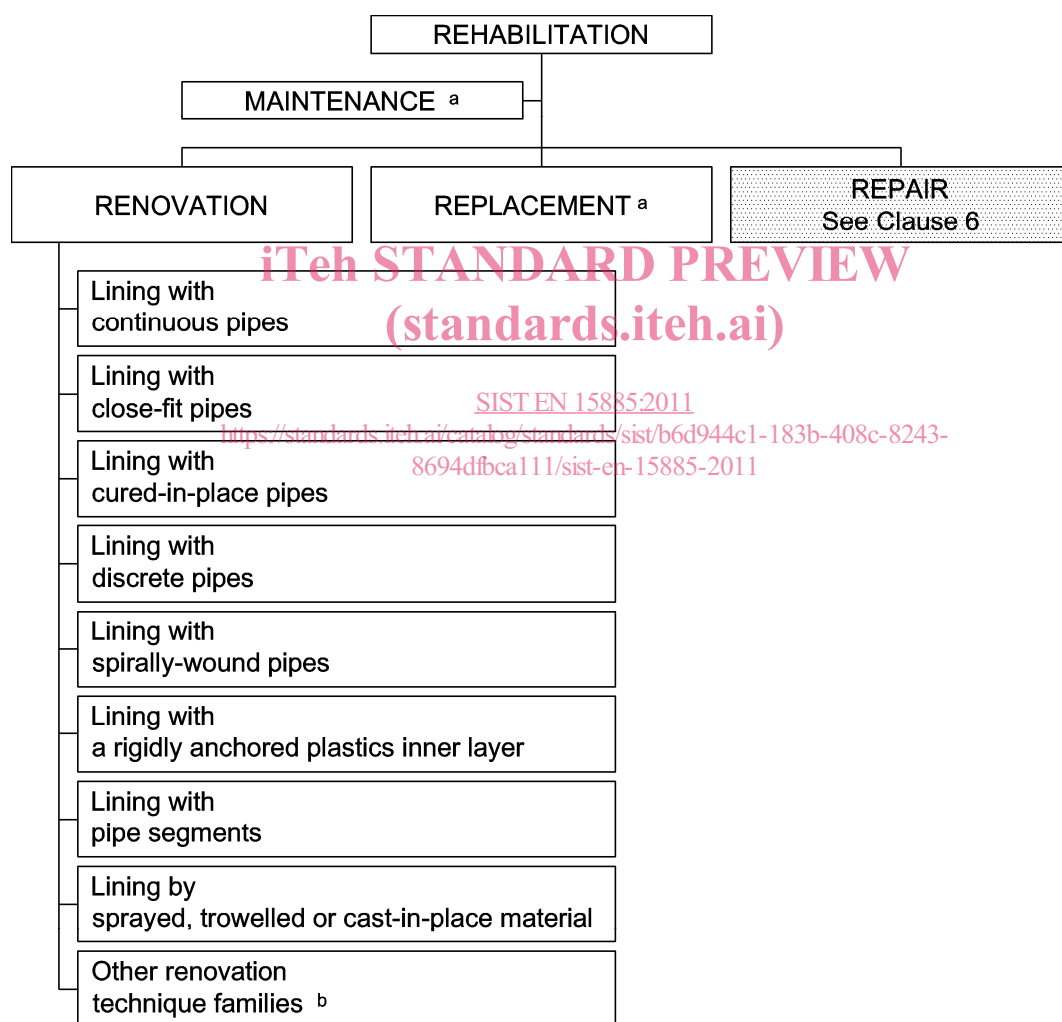 REHABILITATION
MAINTENANCE a
RENOVATION
REPLACEMENT a
REPAIR
See Clause 6
iTeh STANDARD PREVIEW
(standards.iteh.ai)
Lining with
continuous pipes
Lining with
close-fit pipes
SIST EN 15885:2011
https://standards.iteh.ai/catalog/standards/sist/b6d944c1-183b-408c-8243-
8694dfbca111/sist-en-15885-2011
Lining with
cured-in-place pipes
Lining with
discrete pipes
Lining with
spirally-wound pipes
Lining with
a rigidly anchored plastics inner layer
Lining with
pipe segments
Lining by
sprayed, trowelled or cast-in-place material
Other renovation
technique families b